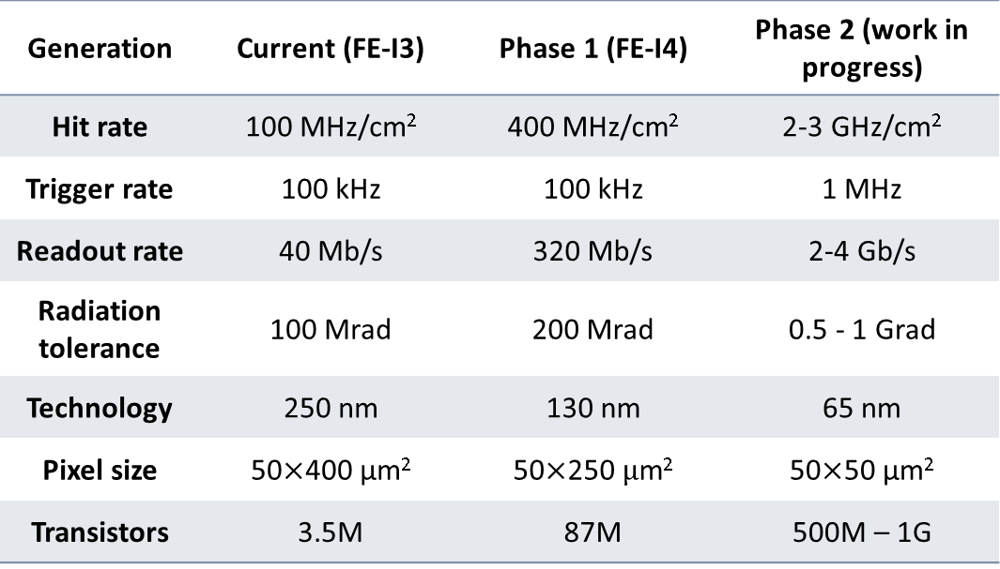 Generation Current (FE-I3) Phase 1 (FE-I4) Phase 2 (work in progress)
Hit rate 100 MHz/cm² 400 MHz/cm² 2-3 GHz/cm²
Trigger rate 100 kHz 100 kHz 1 MHz
Readout rate 40 Mb/s 320 Mb/s 2-4 Gb/s
Radiation tolerance 100 Mrad 200 Mrad 0.5 - 1 Grad
Technology 250 nm 130 nm 65 nm
Pixel size 50×400 μm² 50×250 μm² 50×50 μm²
Transistors 3.5M 87M 500M – 1G